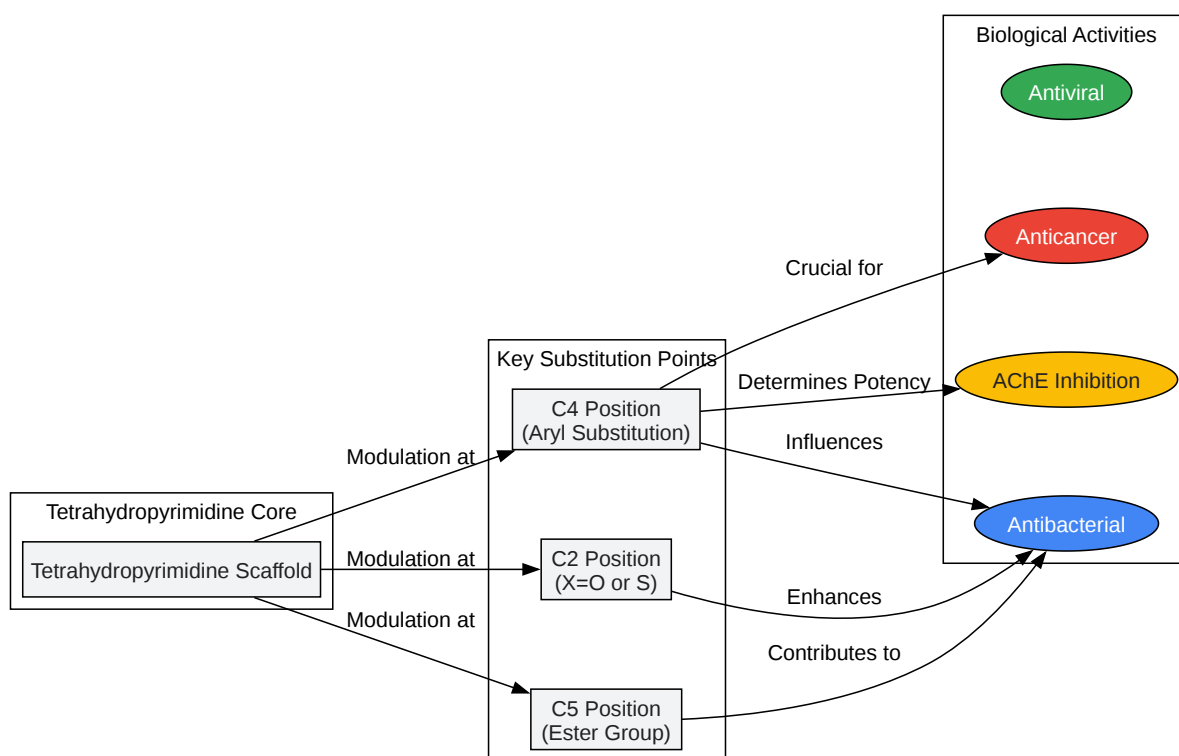 Biological Activities
Antiviral
Anticancer
Crucial for
Key Substitution Points
C4 Position
(Aryl Substitution)
Determines Potency
AChE Inhibition
Influences
Modulation at
Tetrahydropyrimidine Core
Tetrahydropyrimidine Scaffold
Modulation at
C2 Position
(X=O or S)
Enhances
Antibacterial
Modulation at
Contributes to
C5 Position
(Ester Group)